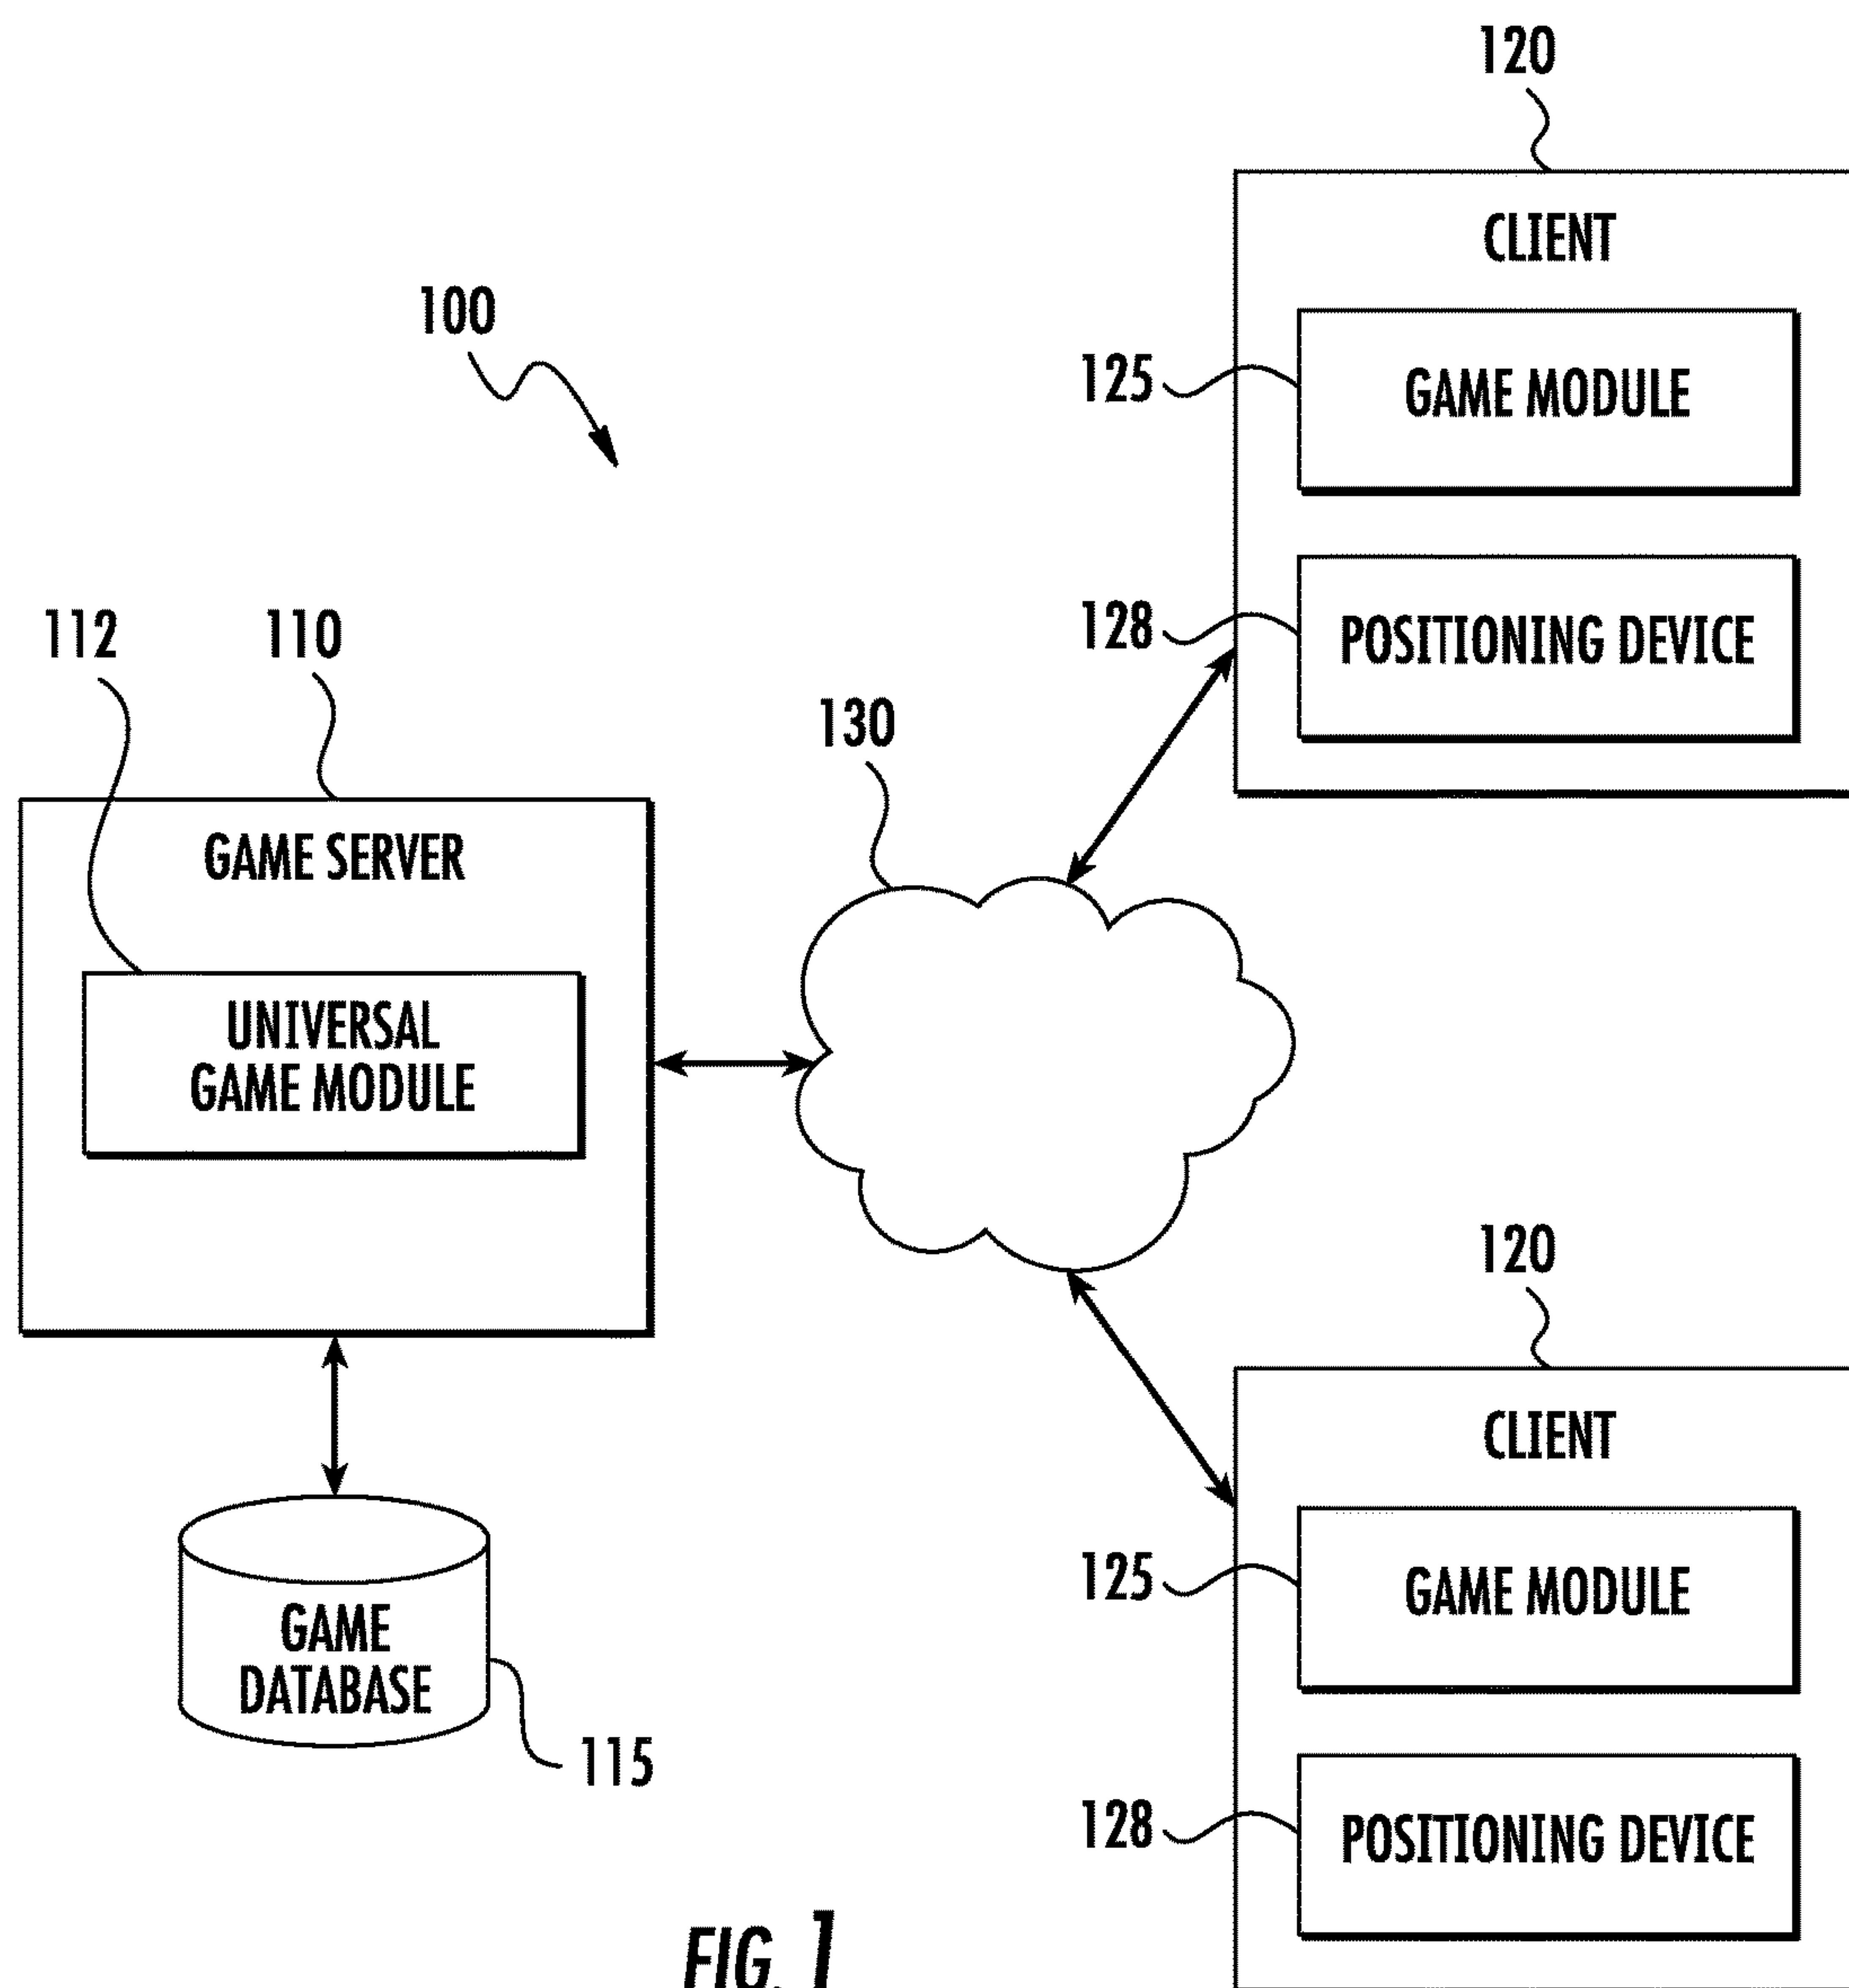 120
CLIENT
100
125
GAME MODULE
112
110
128
POSITIONING DEVICE
130
GAME SERVER
UNIVERSAL
GAME MODULE
120
CLIENT
125
GAME MODULE
GAME
DATABASE
115
128
POSITIONING DEVICE
FIG. 1